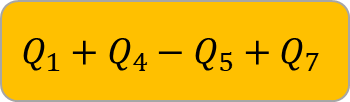 Q₁ + Q₄ − Q₅ + Q₇